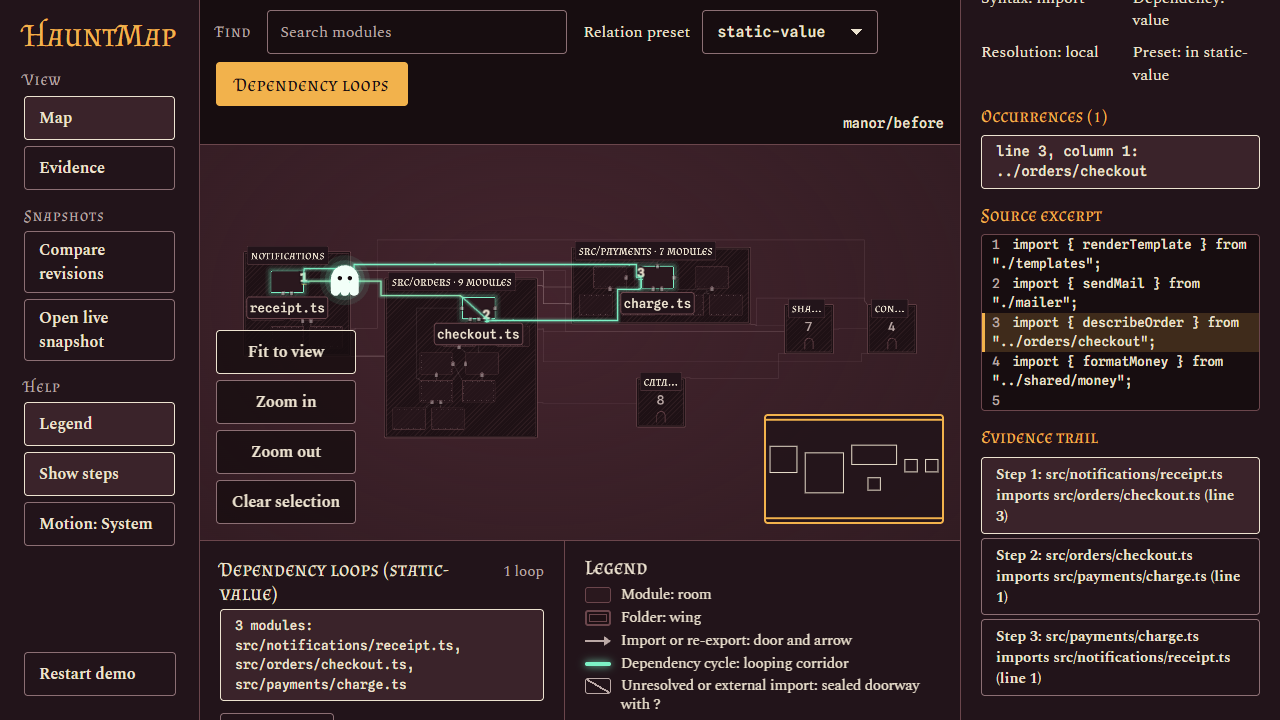 HauntMap
View
Map
Evidence
Snapshots
Compare
revisions
Open live
snapshot
Help
Legend
Show steps
Motion: System
Restart demo
Find
Search modules
Relation preset
static-value
Dependency loops
manor/before
notifications
1
receipt.ts
src/orders · 9 modules
2
checkout.ts
src/payments · 7 modules
3
charge.ts
sha…
7
con…
4
cata…
8
Fit to view
Zoom in
Zoom out
Clear selection
Dependency loops (static-
value)
1 loop
3 modules:
src/notifications/receipt.ts,
src/orders/checkout.ts,
src/payments/charge.ts
Legend
Module: room
Folder: wing
Import or re-export: door and arrow
Dependency cycle: looping corridor
Unresolved or external import: sealed doorway
with ?
Syntax: import
Dependency:
value
Resolution: local
Preset: in static-
value
Occurrences (1)
line 3, column 1:
../orders/checkout
Source excerpt
1 import { renderTemplate } from
"./templates";
2 import { sendMail } from
"./mailer";
3 import { describeOrder } from
"../orders/checkout";
4 import { formatMoney } from
"../shared/money";
5
Evidence trail
Step 1: src/notifications/receipt.ts
imports src/orders/checkout.ts (line
3)
Step 2: src/orders/checkout.ts
imports src/payments/charge.ts (line
1)
Step 3: src/payments/charge.ts
imports src/notifications/receipt.ts
(line 1)